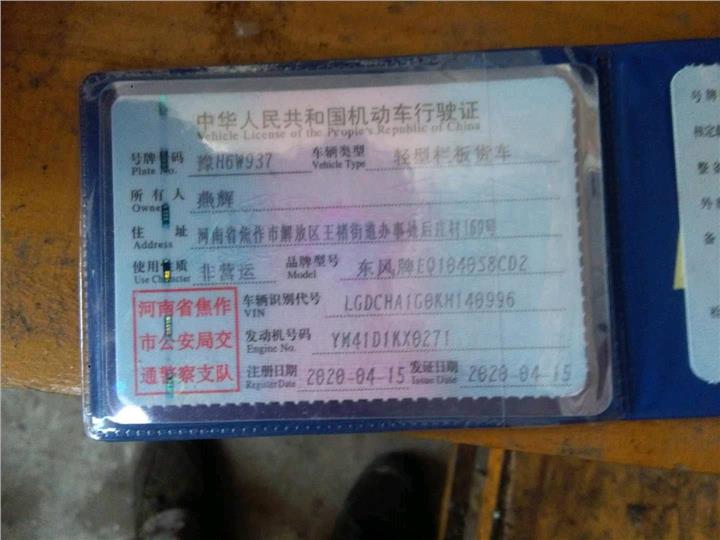 中华人民共和国机动车行驶证
Vehicle License of the People's Republic of China
号牌号码 豫H6W937 车辆类型 轻型栏板货车
Plate No. Vehicle Type
所有人 燕辉
Owner
住址 河南省焦作市解放区王褚街道办事处后庄村160号
Address
使用性质 非营运 品牌型号 东风牌EQ1040S8CD2
Use Character Model
河南省焦作
市公安局交
通警察支队
车辆识别代号 LGDCHA1G0KH140996
VIN
发动机号码 YM41D1KX0271
Engine No.
注册日期 2020-04-15 发证日期 2020-04-15
Register Date Issue Date
号牌
核定
整备
外
备